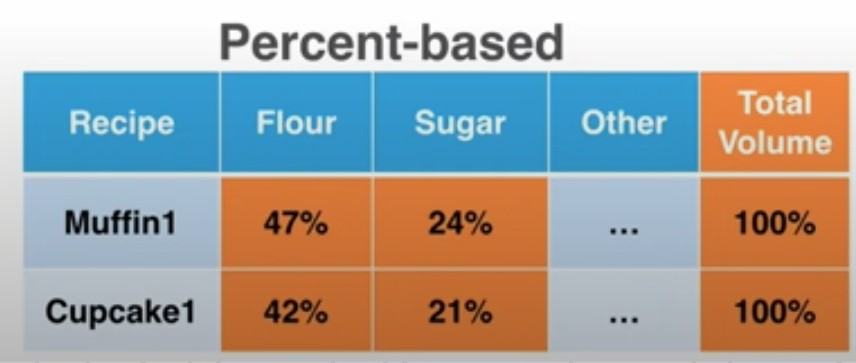 Percent-based
Recipe Flour Sugar Other Total Volume
Muffin1 47% 24% ... 100%
Cupcake1 42% 21% ... 100%